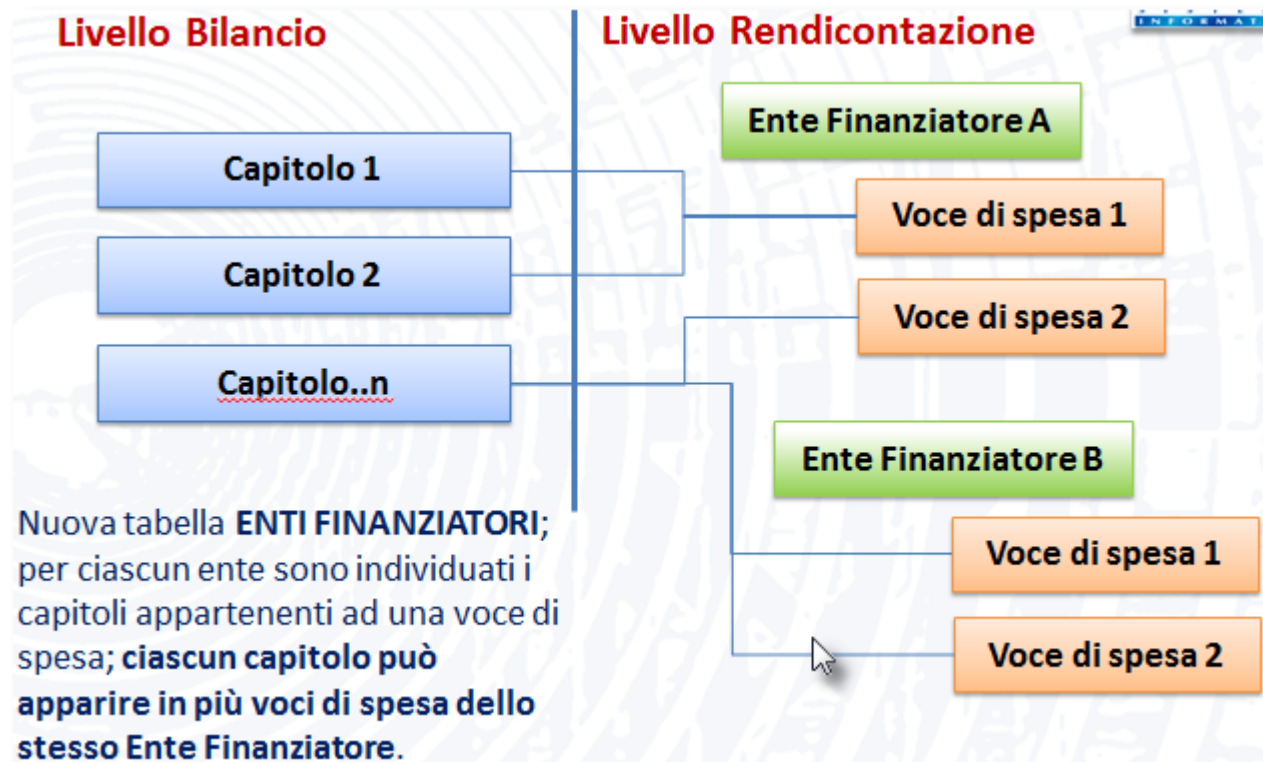 Livello Bilancio
Livello Rendicontazione
INFORMAT
Ente Finanziatore A
Capitolo 1
Voce di spesa 1
Capitolo 2
Voce di spesa 2
Capitolo..n
Ente Finanziatore B
Nuova tabella ENTI FINANZIATORI;
per ciascun ente sono individuati i
capitoli appartenenti ad una voce di
spesa; ciascun capitolo può
apparire in più voci di spesa dello
stesso Ente Finanziatore.
Voce di spesa 1
Voce di spesa 2